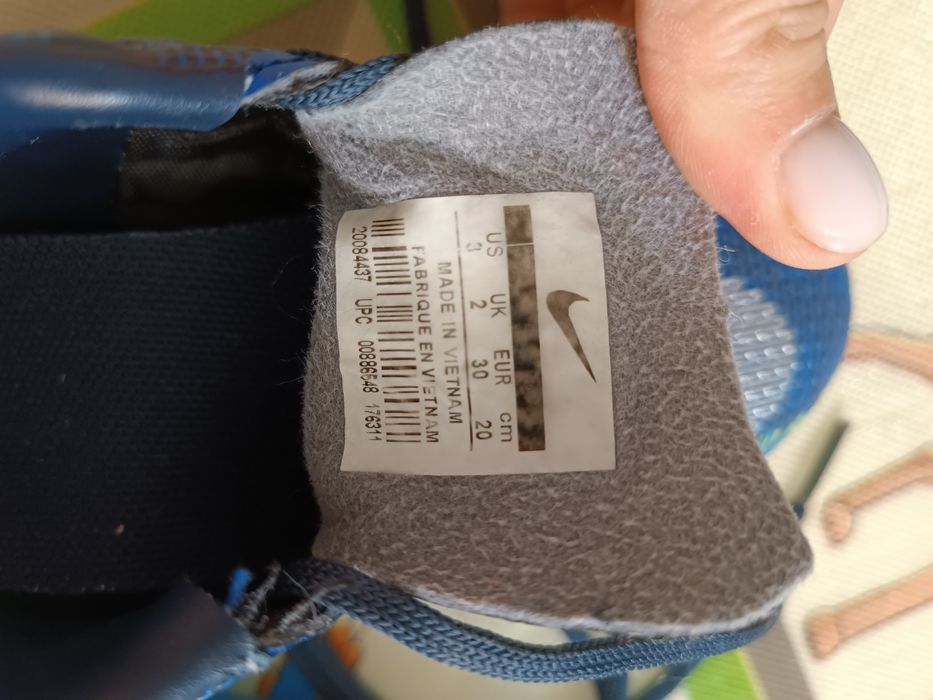 US UK EUR cm
3 2 30 20
MADE IN VIETNAM
FABRIQUE EN VIETNAM
20084437 UPC 00886548 176311